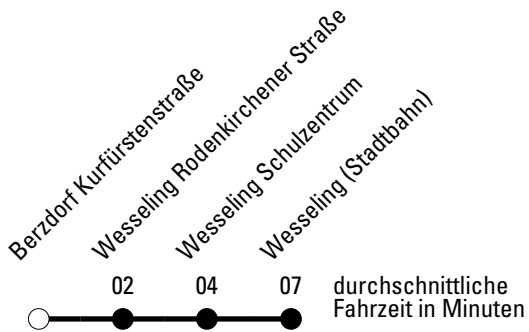 Berzdorf Kurfürstenstraße
Wesseling Rodenkirchener Straße
Wesseling Schulzentrum
Wesseling (Stadtbahn)
02 04 07 durchschnittliche
Fahrzeit in Minuten